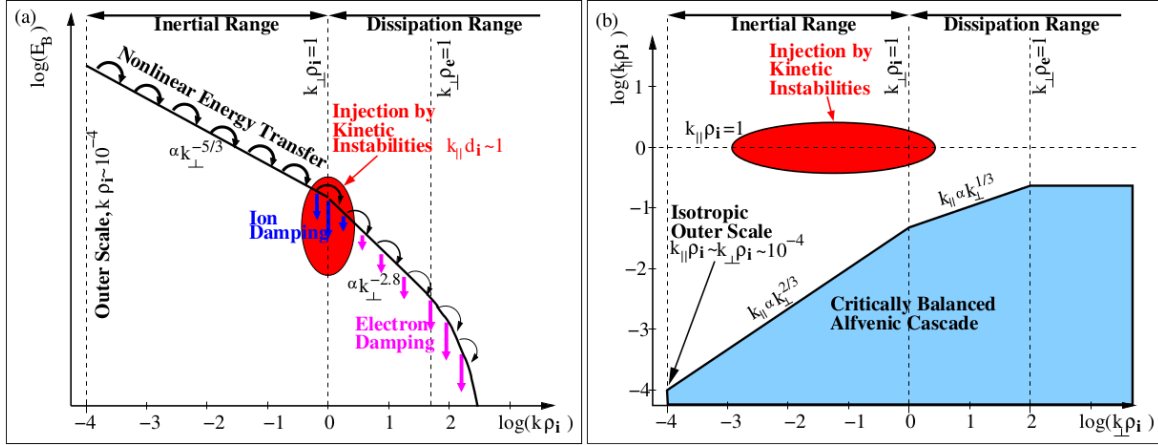 (a)
Inertial Range
Dissipation Range
log(E_B)
Nonlinear Energy Transfer
αk_⊥^−5/3
Outer Scale, k ρ_i ~ 10^−4
k_⊥ρ_i=1
k_⊥ρ_e=1
Injection by
Kinetic
Instabilities
k_|| d_i ~ 1
Ion
Damping
αk_⊥^−2.8
Electron
Damping
−4 −3 −2 −1 0 1 2
log(kρ_i)
(b)
Inertial Range
Dissipation Range
log(k_||ρ_i)
Injection by
Kinetic
Instabilities
k_⊥ρ_i=1
k_⊥ρ_e=1
k_||ρ_i=1
1
0
−1
−2
−3
−4
k_|| α k_⊥^1/3
Isotropic
Outer Scale
k_||ρ_i ~ k_⊥ρ_i ~ 10^−4
k_|| α k_⊥^2/3
Critically Balanced
Alfvenic Cascade
−4 −3 −2 −1 0 1 2
log(k_⊥ρ_i)